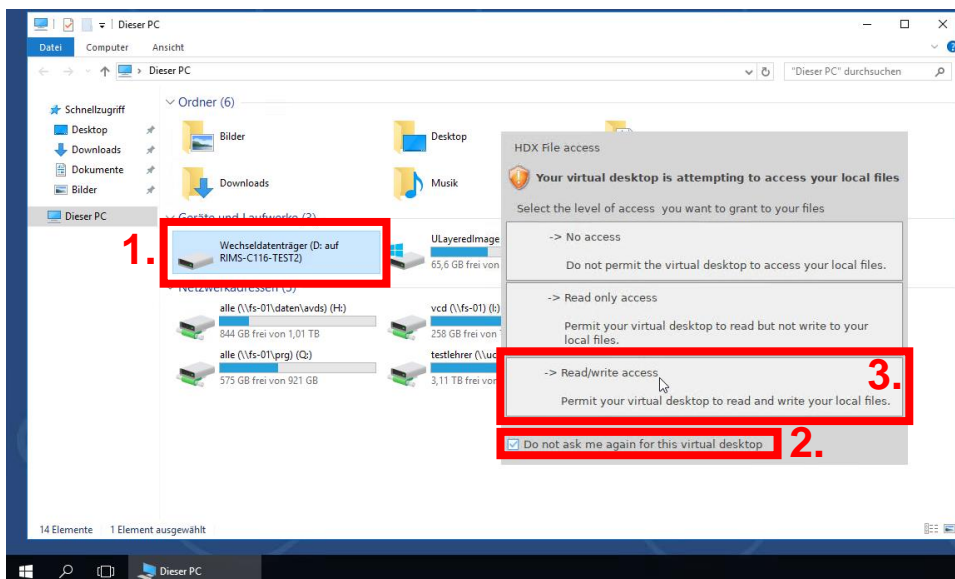 Dieser PC
Datei Computer Ansicht
Dieser PC
"Dieser PC" durchsuchen
Schnellzugriff
Desktop
Downloads
Dokumente
Bilder
Dieser PC
Ordner (6)
Bilder
Desktop
Downloads
Musik
Geräte und Laufwerke (3)
1.
Wechseldatenträger (D: auf
RIMS-C116-TEST2)
ULayeredImage
65,6 GB frei von
Netzwerkadressen (5)
alle (\\fs-01\daten\avds) (H:)
844 GB frei von 1,01 TB
vcd (\\fs-01) (I:)
258 GB frei von
alle (\\fs-01\prg) (Q:)
575 GB frei von 921 GB
testlehrer (\\uc
3,11 TB frei von
HDX File access
Your virtual desktop is attempting to access your local files
Select the level of access you want to grant to your files
-> No access
Do not permit the virtual desktop to access your local files.
-> Read only access
Permit your virtual desktop to read but not write to your
local files.
-> Read/write access
3.
Permit your virtual desktop to read and write your local files.
Do not ask me again for this virtual desktop
2.
14 Elemente 1 Element ausgewählt
Dieser PC